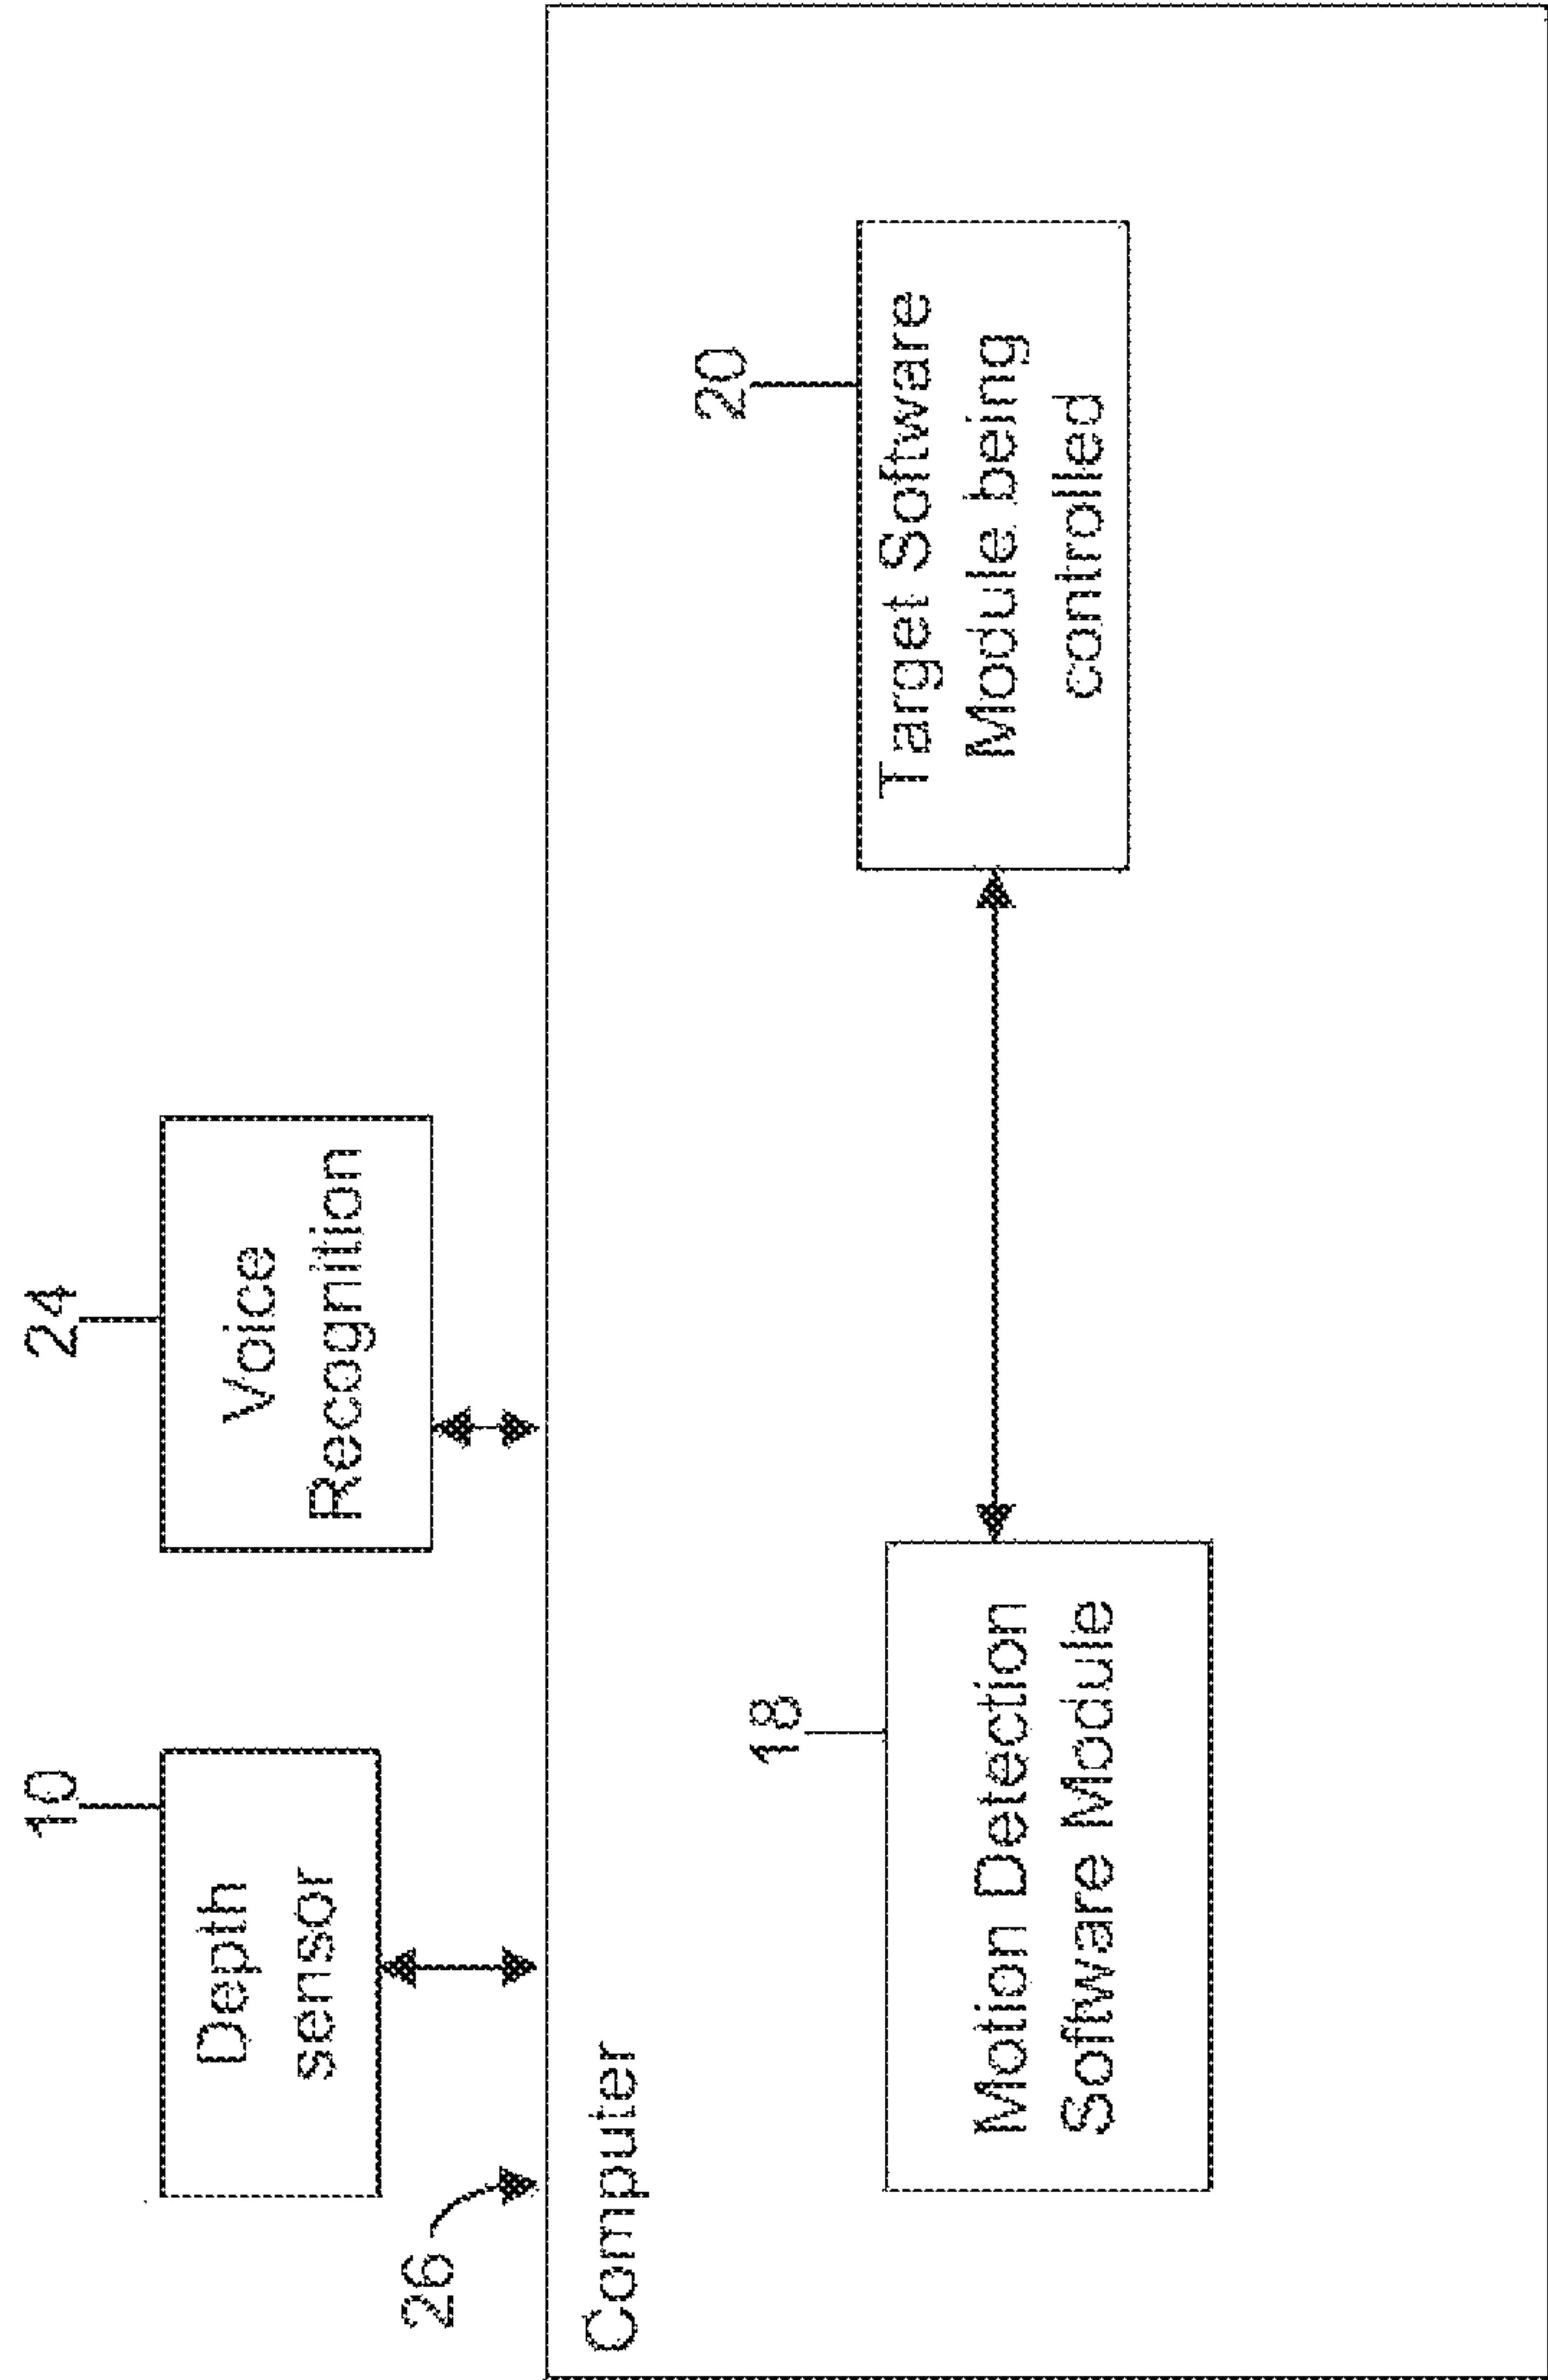 10
Depth
sensor
24
Voice
Recognition
26
Computer
18
Motion Detection
Software Module
20
Target Software
Module being
controlled